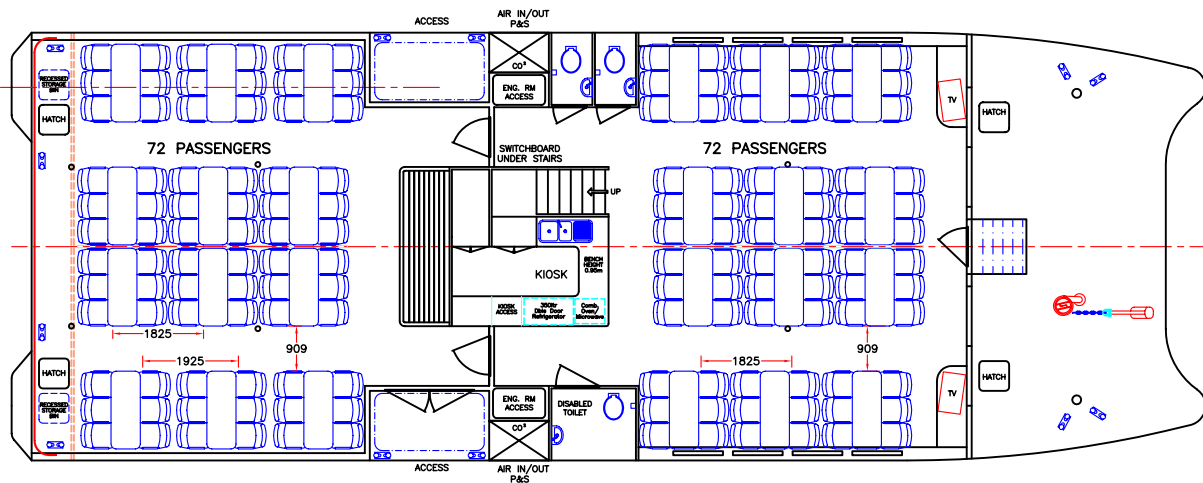 ACCESS
AIR IN/OUT
P&S
RECESSED
STORAGE
BIN
HATCH
CO²
ENG. RM
ACCESS
TV
HATCH
72 PASSENGERS
SWITCHBOARD
UNDER STAIRS
72 PASSENGERS
UP
KIOSK
BENCH
HEIGHT
0.95m
KIOSK
ACCESS
350ltr
Dble Door
Refrigerator
Comb.
Oven/
Microwave
1825
1925
909
1825
909
HATCH
RECESSED
STORAGE
BIN
ENG. RM
ACCESS
CO²
DISABLED
TOILET
TV
HATCH
ACCESS
AIR IN/OUT
P&S